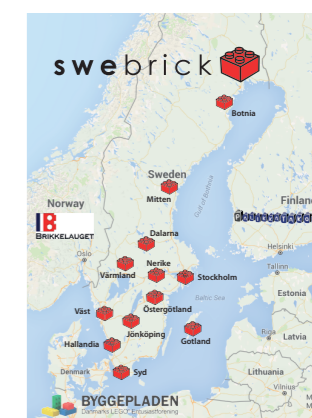 swebrick
Botnia
Sweden
Mitten
Gulf of Bothnia
Norway
Finland
IB
BRIKKELAUGET
Dalarna
Oslo
Helsinki
Nerike
Tallinn
Värmland
Stockholm
Estonia
Östergötland
Baltic Sea
Väst
Jönköping
Gotland
Riga
Latvia
Hallandia
Denmark
Syd
Lithuania
Vilnius
BYGGEPLADEN
Danmarks LEGO Entusiastforening